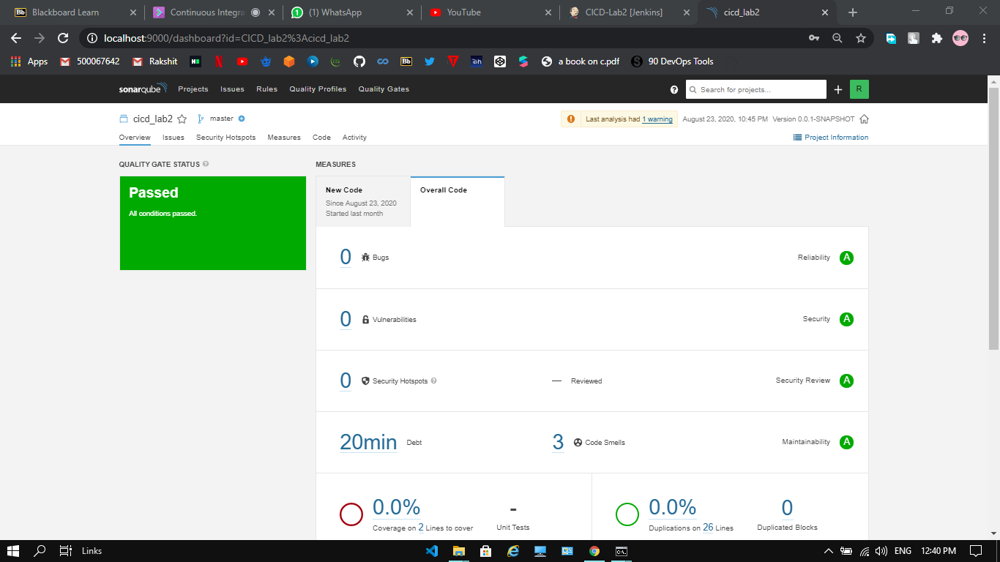 Blackboard Learn
Continuous Integra
(1) WhatsApp
YouTube
CICD-Lab2 [Jenkins]
cicd_lab2
localhost:9000/dashboard?id=CICD_lab2%3Acicd_lab2
Apps
500067642
Rakshit
Bb
a book on c.pdf
90 DevOps Tools
sonarqube
Projects
Issues
Rules
Quality Profiles
Quality Gates
Search for projects...
R
cicd_lab2
master
Last analysis had 1 warning
August 23, 2020, 10:45 PM
Version 0.0.1-SNAPSHOT
Overview
Issues
Security Hotspots
Measures
Code
Activity
Project Information
QUALITY GATE STATUS
Passed
All conditions passed.
MEASURES
New Code
Since August 23, 2020
Started last month
Overall Code
0 Bugs
Reliability A
0 Vulnerabilities
Security A
0 Security Hotspots
— Reviewed
Security Review A
20min Debt
3 Code Smells
Maintainability A
0.0%
Coverage on 2 Lines to cover
-
Unit Tests
0.0%
Duplications on 26 Lines
0
Duplicated Blocks
Links
ENG
12:40 PM